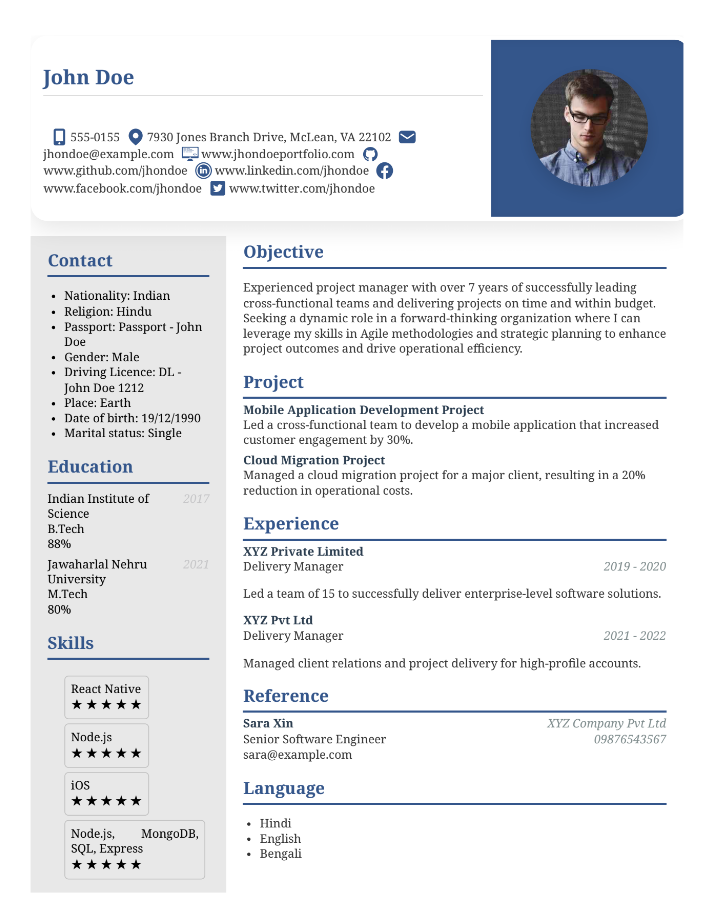 John Doe
555-0155 7930 Jones Branch Drive, McLean, VA 22102
jhondoe@example.com www.jhondoeportfolio.com
www.github.com/jhondoe www.linkedin.com/jhondoe
www.facebook.com/jhondoe www.twitter.com/jhondoe
Contact
• Nationality: Indian
• Religion: Hindu
• Passport: Passport - John
Doe
• Gender: Male
• Driving Licence: DL -
John Doe 1212
• Place: Earth
• Date of birth: 19/12/1990
• Marital status: Single
Education
Indian Institute of 2017
Science
B.Tech
88%
Jawaharlal Nehru 2021
University
M.Tech
80%
Skills
React Native
★★★★★
Node.js
★★★★★
iOS
★★★★★
Node.js, MongoDB,
SQL, Express
★★★★★
Objective
Experienced project manager with over 7 years of successfully leading
cross-functional teams and delivering projects on time and within budget.
Seeking a dynamic role in a forward-thinking organization where I can
leverage my skills in Agile methodologies and strategic planning to enhance
project outcomes and drive operational efficiency.
Project
Mobile Application Development Project
Led a cross-functional team to develop a mobile application that increased
customer engagement by 30%.
Cloud Migration Project
Managed a cloud migration project for a major client, resulting in a 20%
reduction in operational costs.
Experience
XYZ Private Limited
Delivery Manager 2019 - 2020
Led a team of 15 to successfully deliver enterprise-level software solutions.
XYZ Pvt Ltd
Delivery Manager 2021 - 2022
Managed client relations and project delivery for high-profile accounts.
Reference
Sara Xin XYZ Company Pvt Ltd
Senior Software Engineer 09876543567
sara@example.com
Language
• Hindi
• English
• Bengali